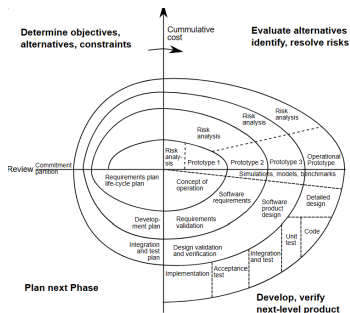 Determine objectives,
alternatives, constraints
Cummulative
cost
Evaluate alternatives
identify, resolve risks
Risk
analysis
Risk
analysis
Risk
analysis
Risk
analy-
sis
Prototype 1
Prototype 2
Prototype 3
Operational
Prototype
Review
Commitment
partition
Simulations, models, benchmarks
Requirements plan
life-cycle plan
Concept of
operation
Software
requirements
Software
product
design
Detailed
design
Develop-
ment plan
Requirements
validation
Unit
test
Code
Integration
and test
plan
Design validation
and verification
Integration
and test
Acceptance
test
Implementation
Plan next Phase
Develop, verify
next-level product